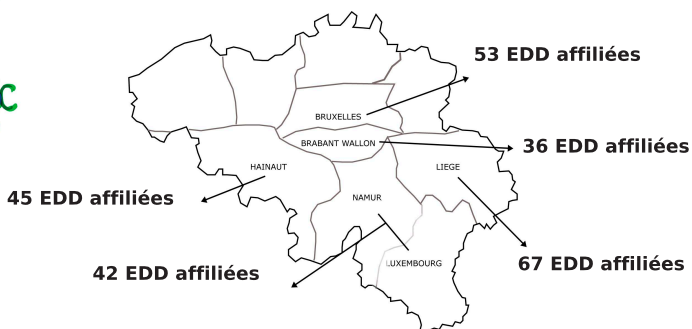 53 EDD affiliées
C
BRUXELLES
BRABANT WALLON
36 EDD affiliées
HAINAUT
LIEGE
45 EDD affiliées
NAMUR
LUXEMBOURG
67 EDD affiliées
42 EDD affiliées